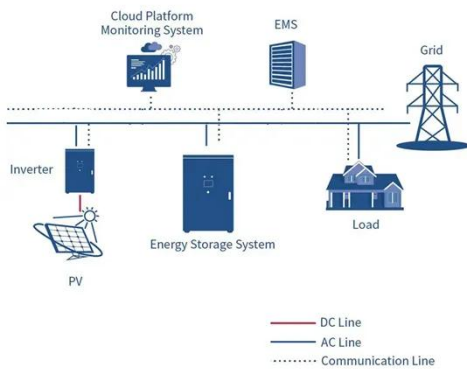 Cloud Platform
Monitoring System
EMS
Grid
Inverter
Energy Storage System
Load
PV
DC Line
AC Line
Communication Line